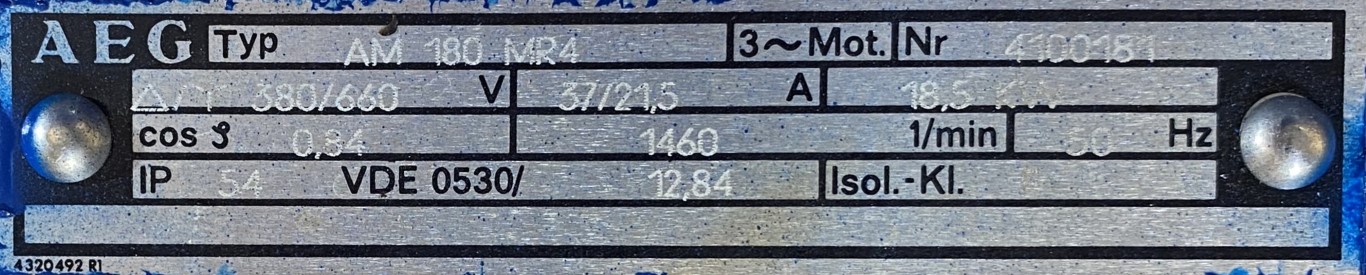 AEG Typ AM 180 MR4 3~Mot. Nr 4100181
Δ/Y 380/660 V 37/21,5 A 18,5 KW
cos φ 0,84 1460 1/min 50 Hz
IP 54 VDE 0530/ 12,84 Isol.-Kl.
4320492 R1